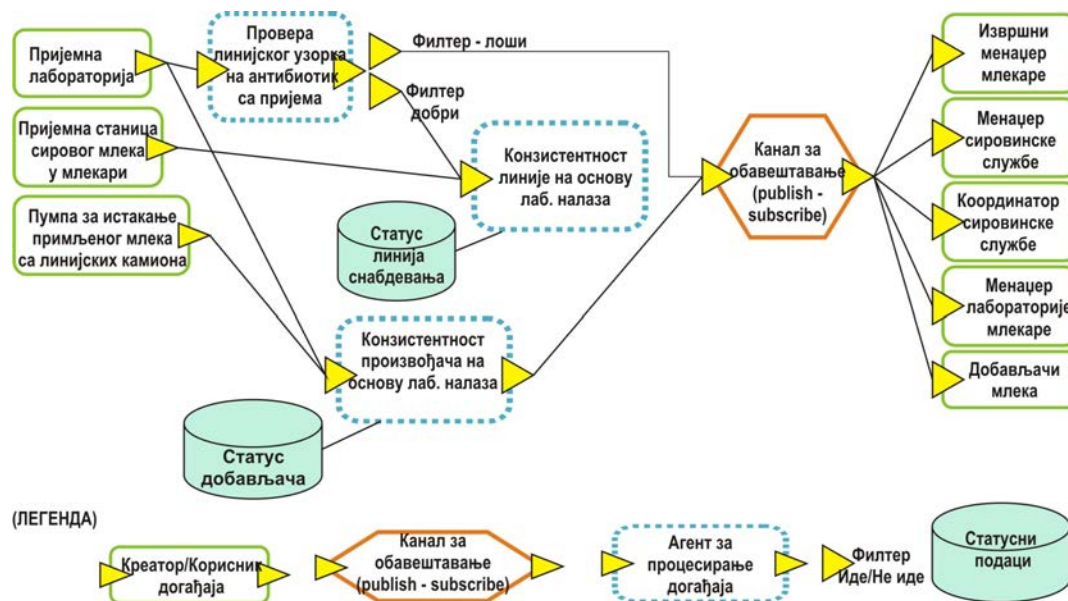 Пријемна
лабораторија
Провера
линијског узорка
на антибиотик
са пријема
Филтер - лоши
Филтер
добри
Пријемна станица
сировог млека
у млекари
Пумпа за истакање
примљеног млека
са линијских камиона
Конзистентност
линије на основу
лаб. налаза
Статус
линија
снабдевања
Конзистентност
произвођача на
основу лаб. налаза
Статус
добављача
Канал за
обавештавање
(publish -
subscribe)
Извршни
менаџер
млекаре
Менаџер
сировинске
службе
Координатор
сировинске
службе
Менаџер
лабораторије
млекаре
Добављачи
млека
(ЛЕГЕНДА)
Креатор/Корисник
догађаја
Канал за
обавештавање
(publish - subscribe)
Агент за
процесирање
догађаја
Филтер
Иде/Не иде
Статусни
подаци